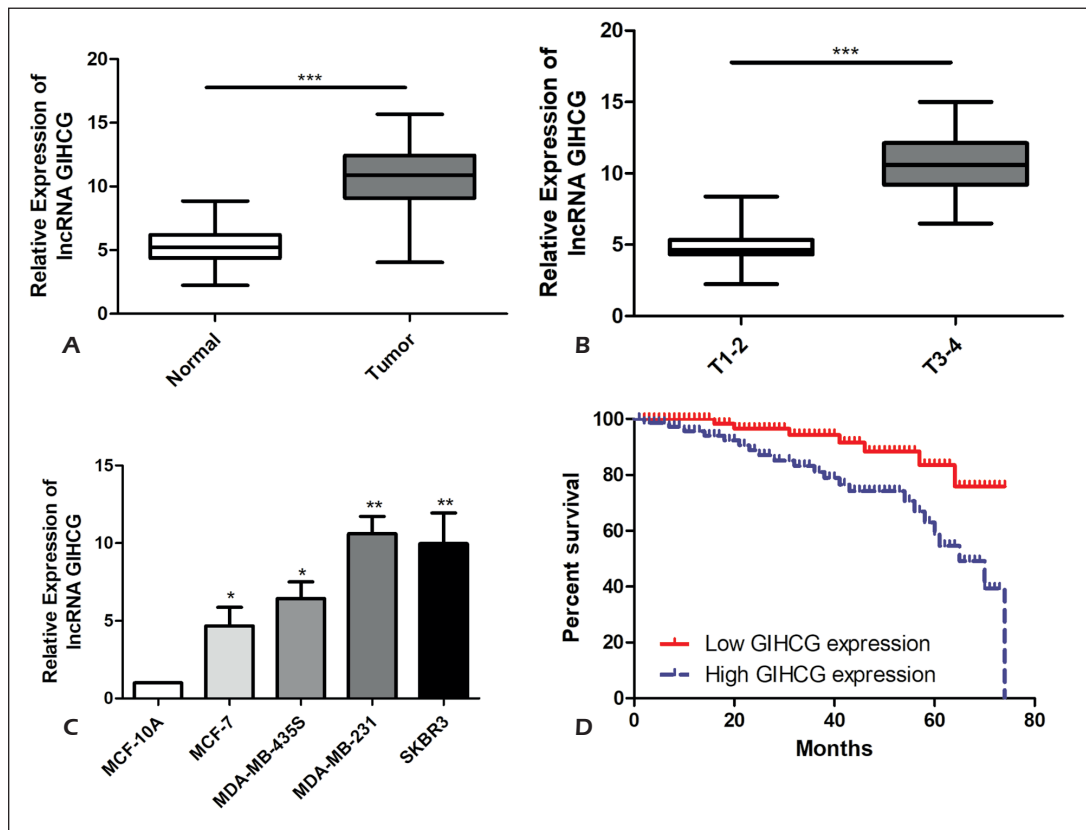 Relative Expression of
lncRNA GIHCG
20
15
10
5
0
***
Normal
Tumor
A
Relative Expression of
lncRNA GIHCG
20
15
10
5
0
***
T1-2
T3-4
B
Relative Expression of
lncRNA GIHCG
15
10
5
0
*
*
**
**
MCF-10A
MCF-7
MDA-MB-435S
MDA-MB-231
SKBR3
C
Percent survival
100
80
60
40
20
0
Low GIHCG expression
High GIHCG expression
0
20
40
60
80
Months
D